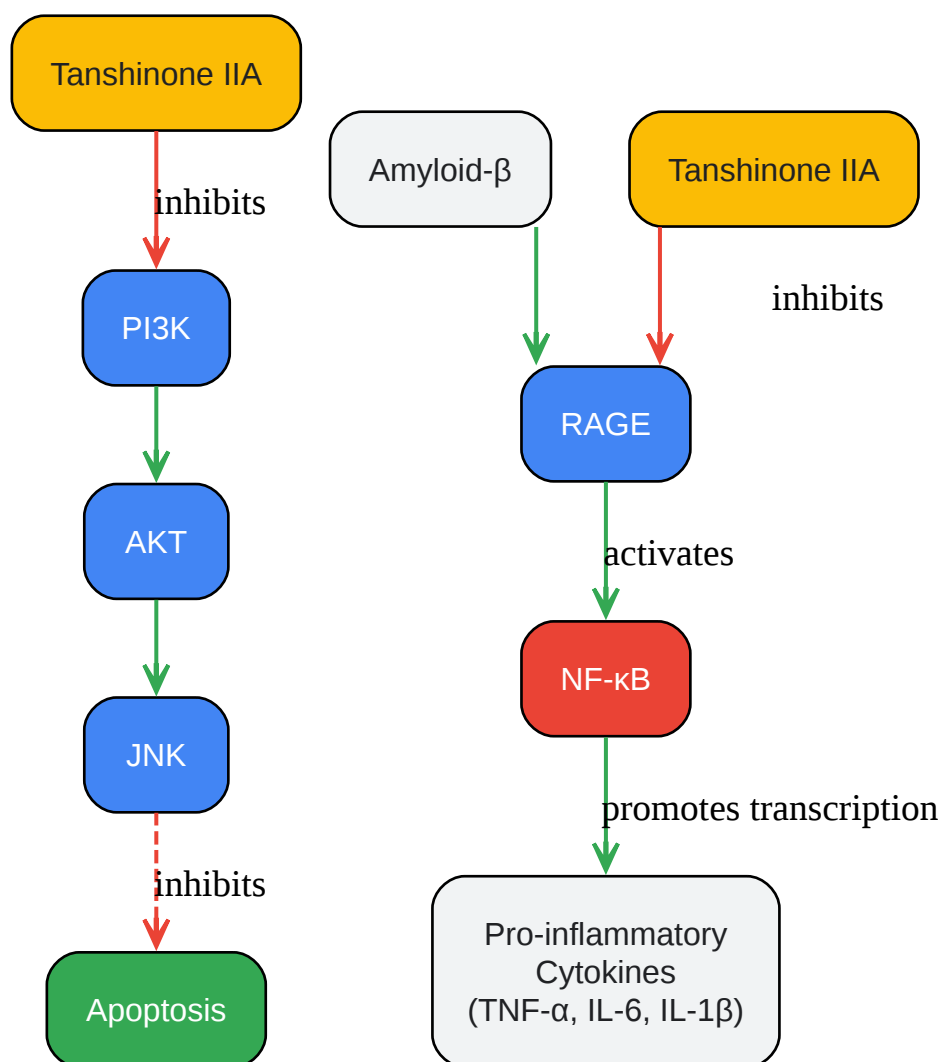 Tanshinone IIA
inhibits
PI3K
AKT
JNK
inhibits
Apoptosis
Amyloid-β
Tanshinone IIA
inhibits
RAGE
activates
NF-κB
promotes transcription
Pro-inflammatory
Cytokines
(TNF-α, IL-6, IL-1β)